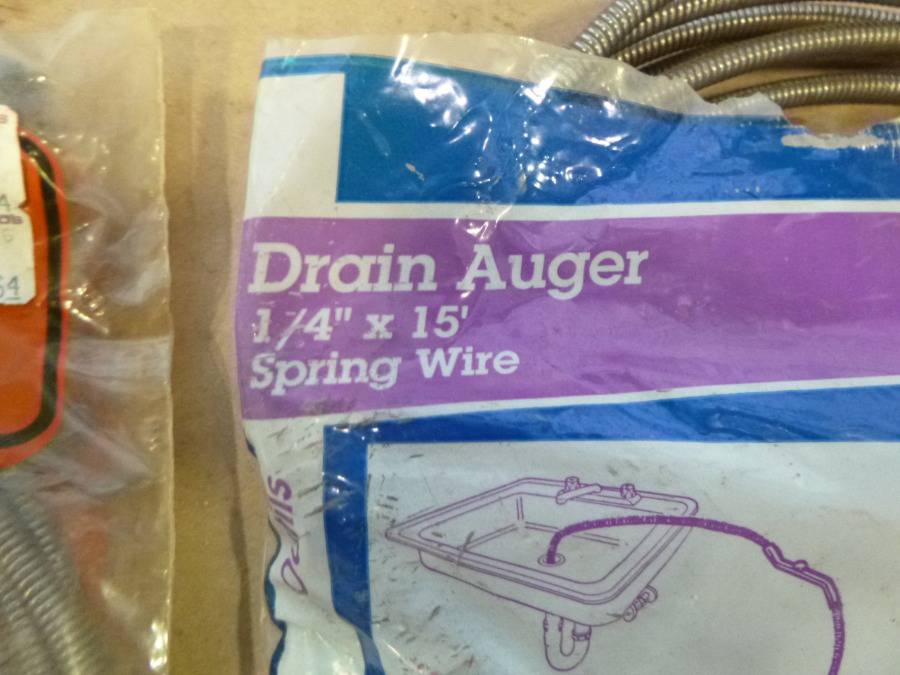 Drain Auger
1/4" x 15'
Spring Wire